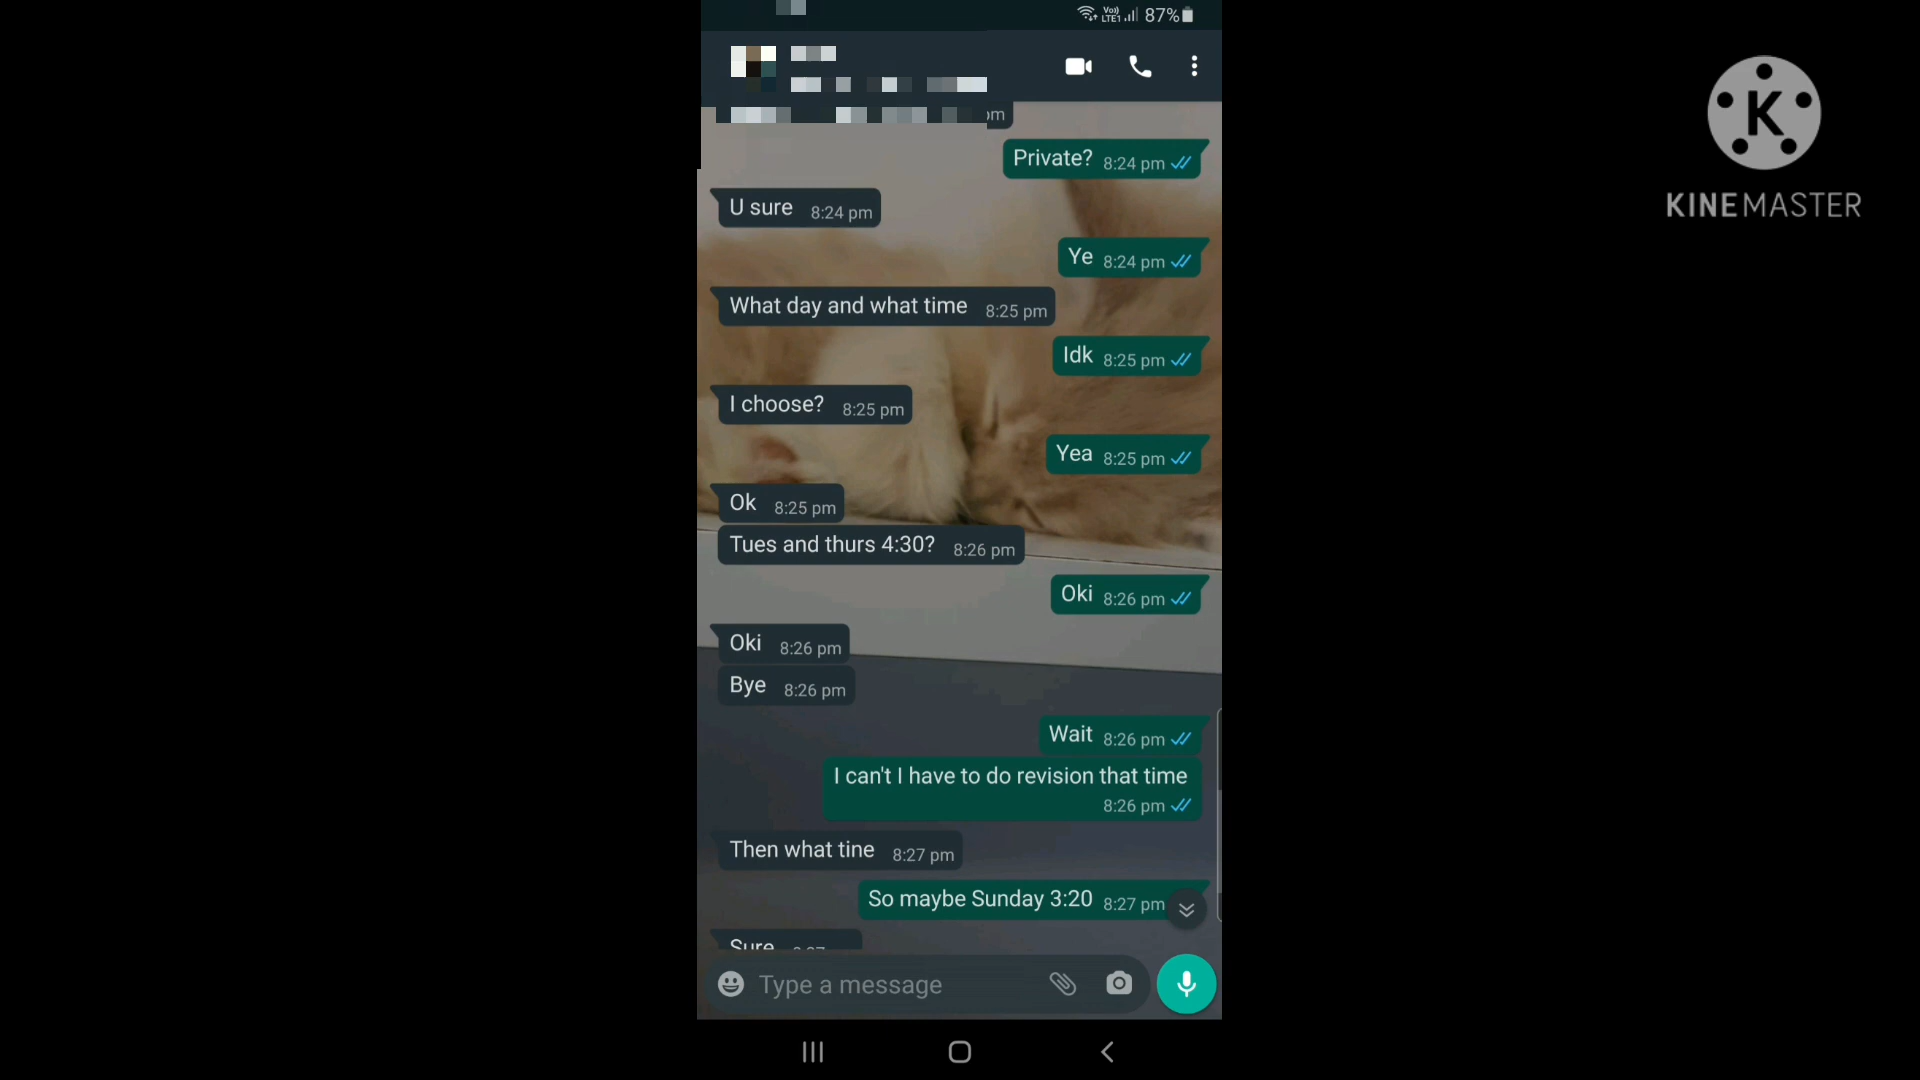 Vo))
LTE1
87%
pm
Private? 8:24 pm
U sure 8:24 pm
Ye 8:24 pm
What day and what time 8:25 pm
Idk 8:25 pm
I choose? 8:25 pm
Yea 8:25 pm
Ok 8:25 pm
Tues and thurs 4:30? 8:26 pm
Oki 8:26 pm
Oki 8:26 pm
Bye 8:26 pm
Wait 8:26 pm
I can't I have to do revision that time
8:26 pm
Then what tine 8:27 pm
So maybe Sunday 3:20 8:27 pm
Sure
Type a message
K
KINEMASTER